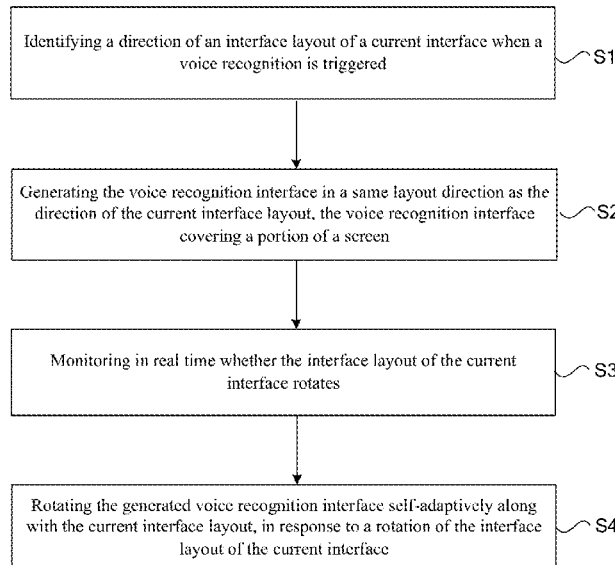 Identifying a direction of an interface layout of a current interface when a
voice recognition is triggered
S1
Generating the voice recognition interface in a same layout direction as the
direction of the current interface layout, the voice recognition interface
covering a portion of a screen
S2
Monitoring in real time whether the interface layout of the current
interface rotates
S3
Rotating the generated voice recognition interface self-adaptively along
with the current interface layout, in response to a rotation of the interface
layout of the current interface
S4